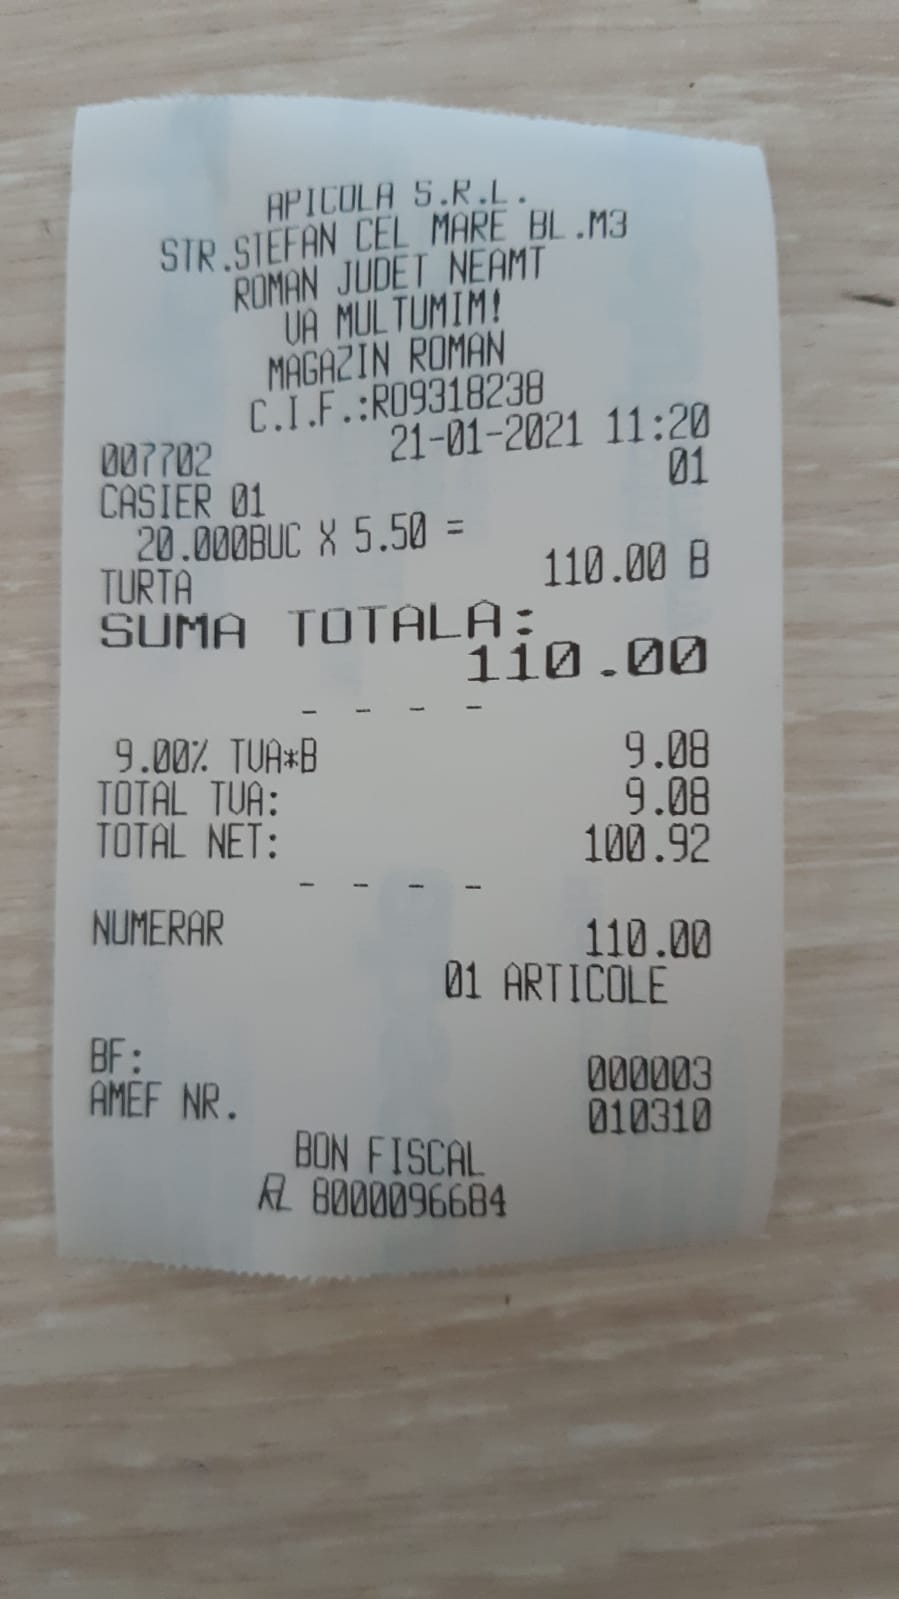 APICOLA S.R.L.
STR.STEFAN CEL MARE BL.M3
ROMAN JUDET NEAMT
VA MULTUMIM!
MAGAZIN ROMAN
C.I.F.:RO9318238
007702 21-01-2021 11:20
CASIER 01 01
20.000BUC X 5.50 =
TURTA 110.00 B
SUMA TOTALA:
110.00
- - - -
9.00% TVA*B 9.08
TOTAL TVA: 9.08
TOTAL NET: 100.92
- - - -
NUMERAR 110.00
01 ARTICOLE
BF: 000003
AMEF NR. 010310
BON FISCAL
8000096684